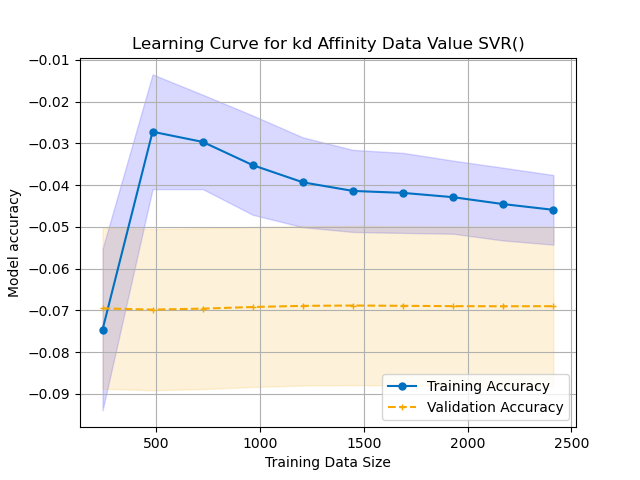 Learning Curve for kd Affinity Data Value SVR()
−0.01
−0.02
−0.03
−0.04
−0.05
−0.06
−0.07
−0.08
−0.09
Model accuracy
Training Accuracy
Validation Accuracy
500
1000
1500
2000
2500
Training Data Size